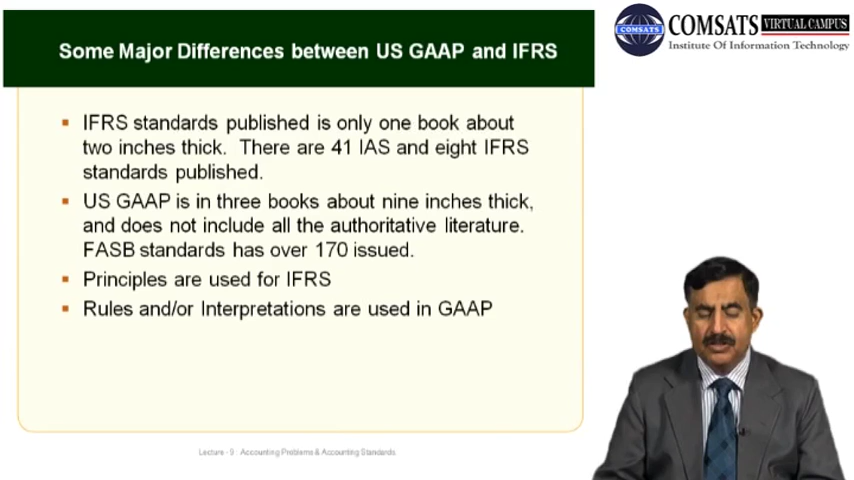 Some Major Differences between US GAAP and IFRS
COMSATS
COMSATS VIRTUAL CAMPUS
Institute Of Information Technology
IFRS standards published is only one book about
two inches thick. There are 41 IAS and eight IFRS
standards published.
US GAAP is in three books about nine inches thick,
and does not include all the authoritative literature.
FASB standards has over 170 issued.
Principles are used for IFRS
Rules and/or Interpretations are used in GAAP
Lecture - 9 : Accounting Problems & Accounting Standards